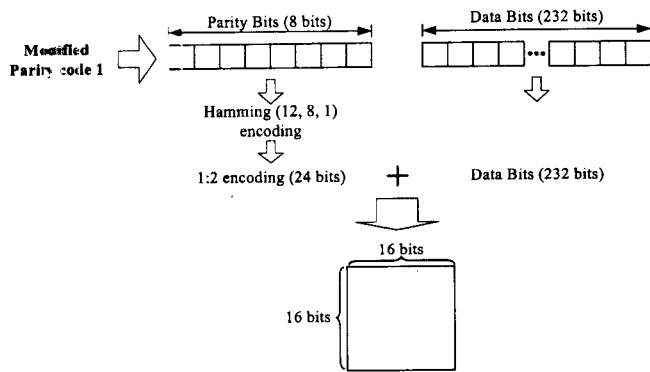 Parity Bits (8 bits)
Data Bits (232 bits)
Modified
Parity code 1
Hamming (12, 8, 1)
encoding
1:2 encoding (24 bits)
+
Data Bits (232 bits)
16 bits
16 bits